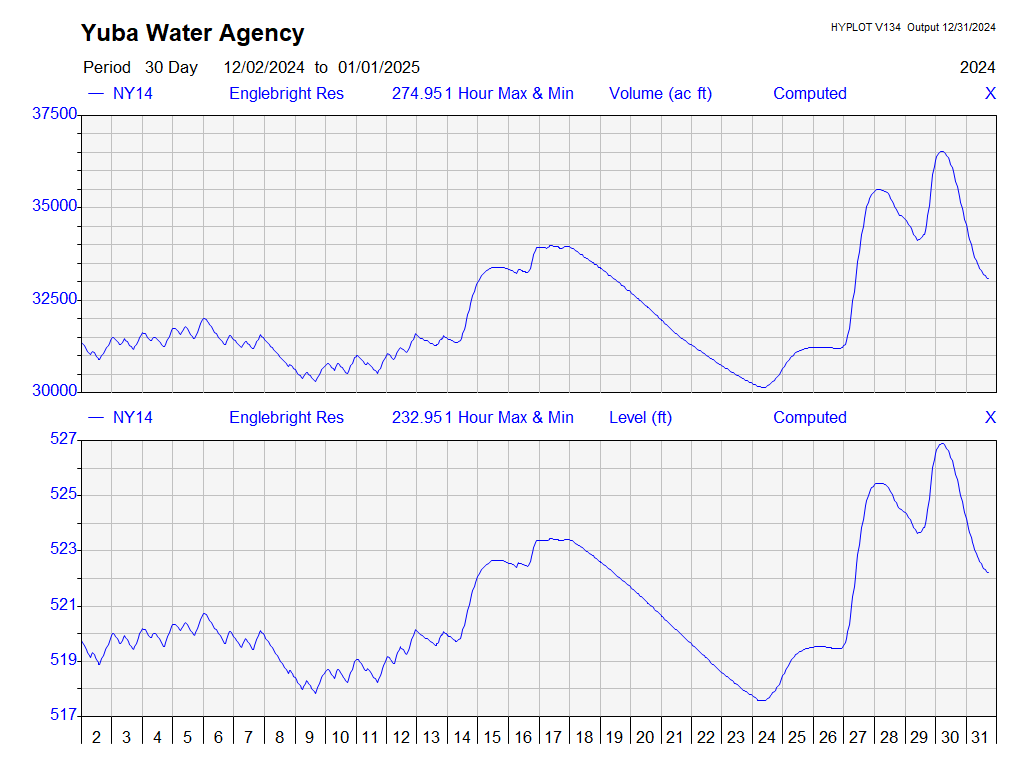 Yuba Water Agency
HYPLOT V134 Output 12/31/2024
Period 30 Day 12/02/2024 to 01/01/2025 2024
— NY14 Englebright Res 274.951 Hour Max & Min Volume (ac ft) Computed X
37500
35000
32500
30000
— NY14 Englebright Res 232.951 Hour Max & Min Level (ft) Computed X
527
525
523
521
519
517
2 3 4 5 6 7 8 9 10 11 12 13 14 15 16 17 18 19 20 21 22 23 24 25 26 27 28 29 30 31